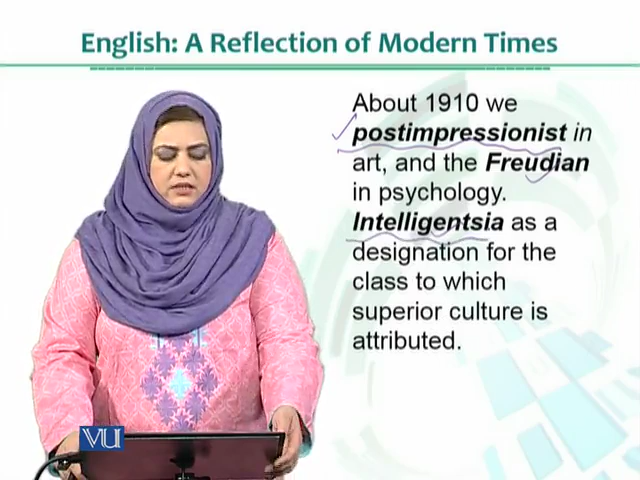 English: A Reflection of Modern Times
About 1910 we
postimpressionist in
art, and the Freudian
in psychology.
Intelligentsia as a
designation for the
class to which
superior culture is
attributed.
VU